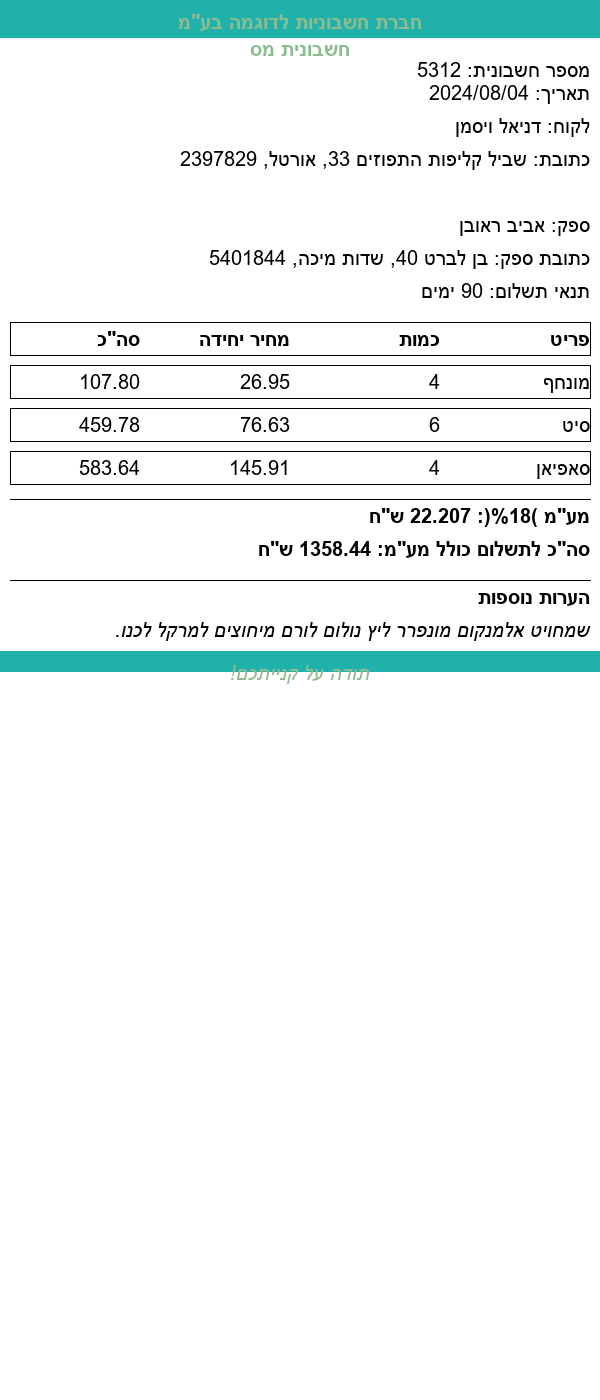 חברת חשבוניות לדוגמה בע"מ
חשבונית מס
מספר חשבונית: 5312
תאריך: 2024/08/04
לקוח: דניאל ויסמן
כתובת: שביל קליפות התפוזים 33, אורטל, 2397829
ספק: אביב ראובן
כתובת ספק: בן לברט 40, שדות מיכה, 5401844
תנאי תשלום: 90 ימים
פריט כמות מחיר יחידה סה"כ
מונחף 4 26.95 107.80
סיט 6 76.63 459.78
סאפיאן 4 145.91 583.64
מע"מ )18%(: 22.207 ש"ח
סה"כ לתשלום כולל מע"מ: 1358.44 ש"ח
הערות נוספות
שמחויט אלמנקום מונפרר ליץ נולום לורם מיחוצים למרקל לכנו.
תודה על קנייתכם!